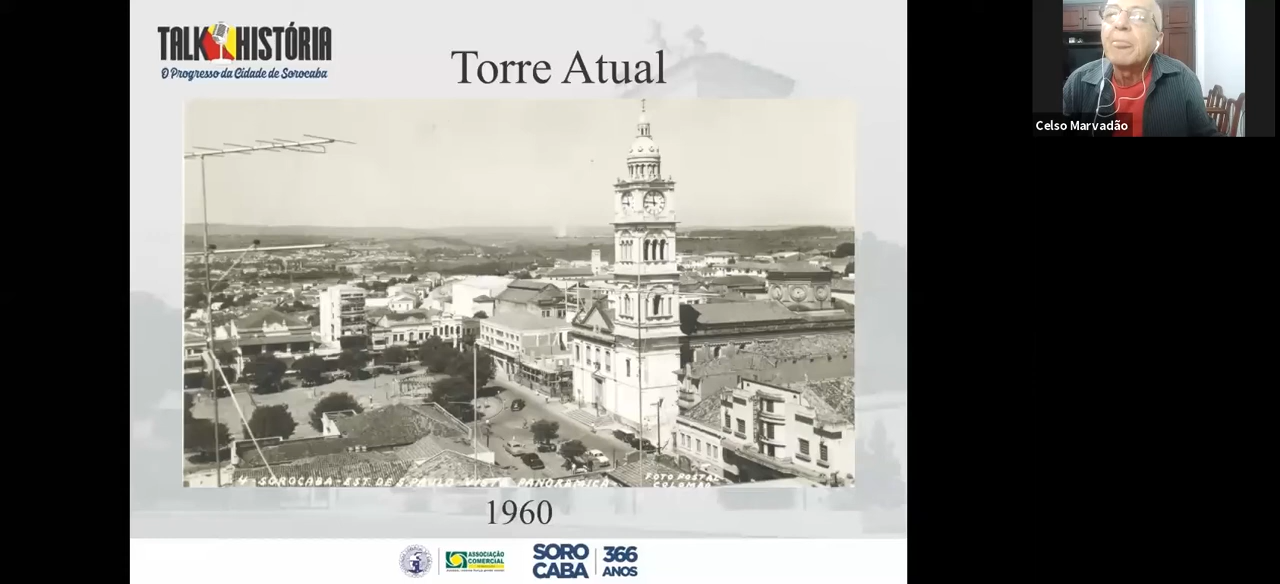 TALK HISTÓRIA
O Progresso da Cidade de Sorocaba
Torre Atual
Celso Marvadão
4 SOROCABA - EST. DE S. PAULO - VISTA PANORAMICA -
FOTO POSTAL
COLOMBO
1960
ASSOCIAÇÃO
COMERCIAL
SORO
CABA
366
ANOS